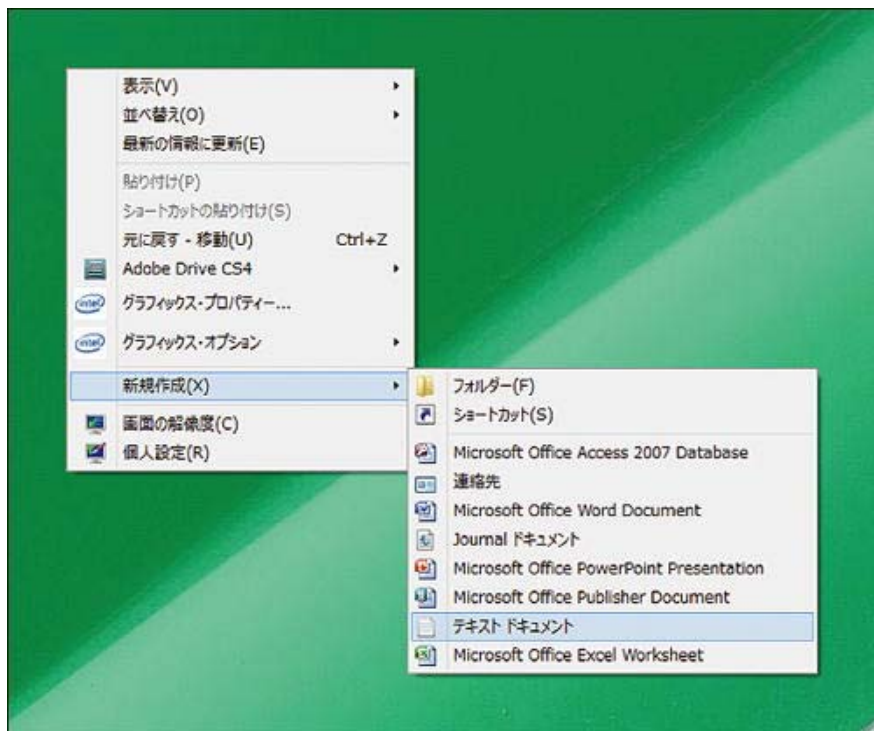 表示(V)
並べ替え(O)
最新の情報に更新(E)
貼り付け(P)
ショートカットの貼り付け(S)
元に戻す - 移動(U) Ctrl+Z
Adobe Drive CS4
intel グラフィックス・プロパティー...
intel グラフィックス・オプション
新規作成(X)
画面の解像度(C)
個人設定(R)
フォルダー(F)
ショートカット(S)
Microsoft Office Access 2007 Database
連絡先
Microsoft Office Word Document
Journal ドキュメント
Microsoft Office PowerPoint Presentation
Microsoft Office Publisher Document
テキスト ドキュメント
Microsoft Office Excel Worksheet